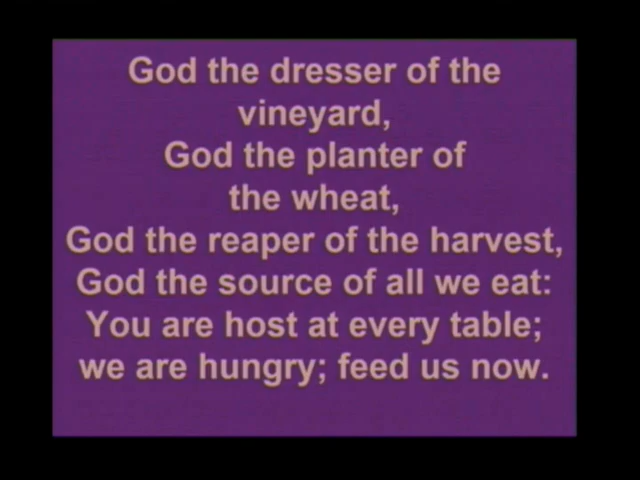 God the dresser of the
vineyard,
God the planter of
the wheat,
God the reaper of the harvest,
God the source of all we eat:
You are host at every table;
we are hungry; feed us now.